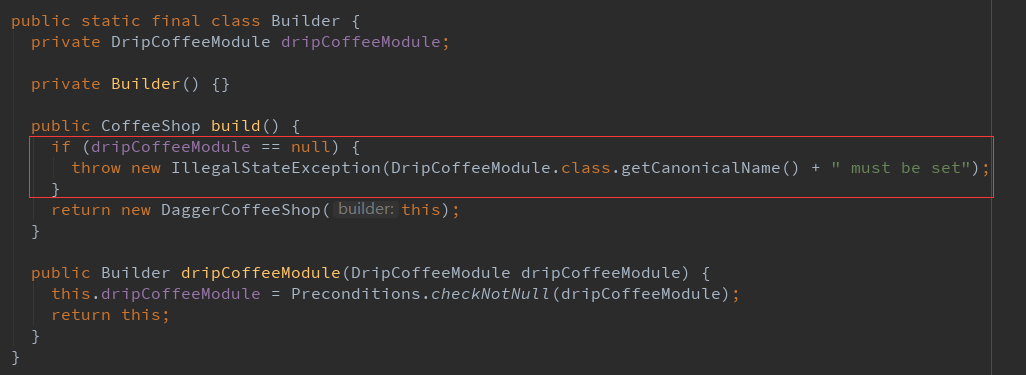 public static final class Builder {
private DripCoffeeModule dripCoffeeModule;
private Builder() {}
public CoffeeShop build() {
if (dripCoffeeModule == null) {
throw new IllegalStateException(DripCoffeeModule.class.getCanonicalName() + " must be set");
}
return new DaggerCoffeeShop( builder: this);
}
public Builder dripCoffeeModule(DripCoffeeModule dripCoffeeModule) {
this.dripCoffeeModule = Preconditions.checkNotNull(dripCoffeeModule);
return this;
}
}